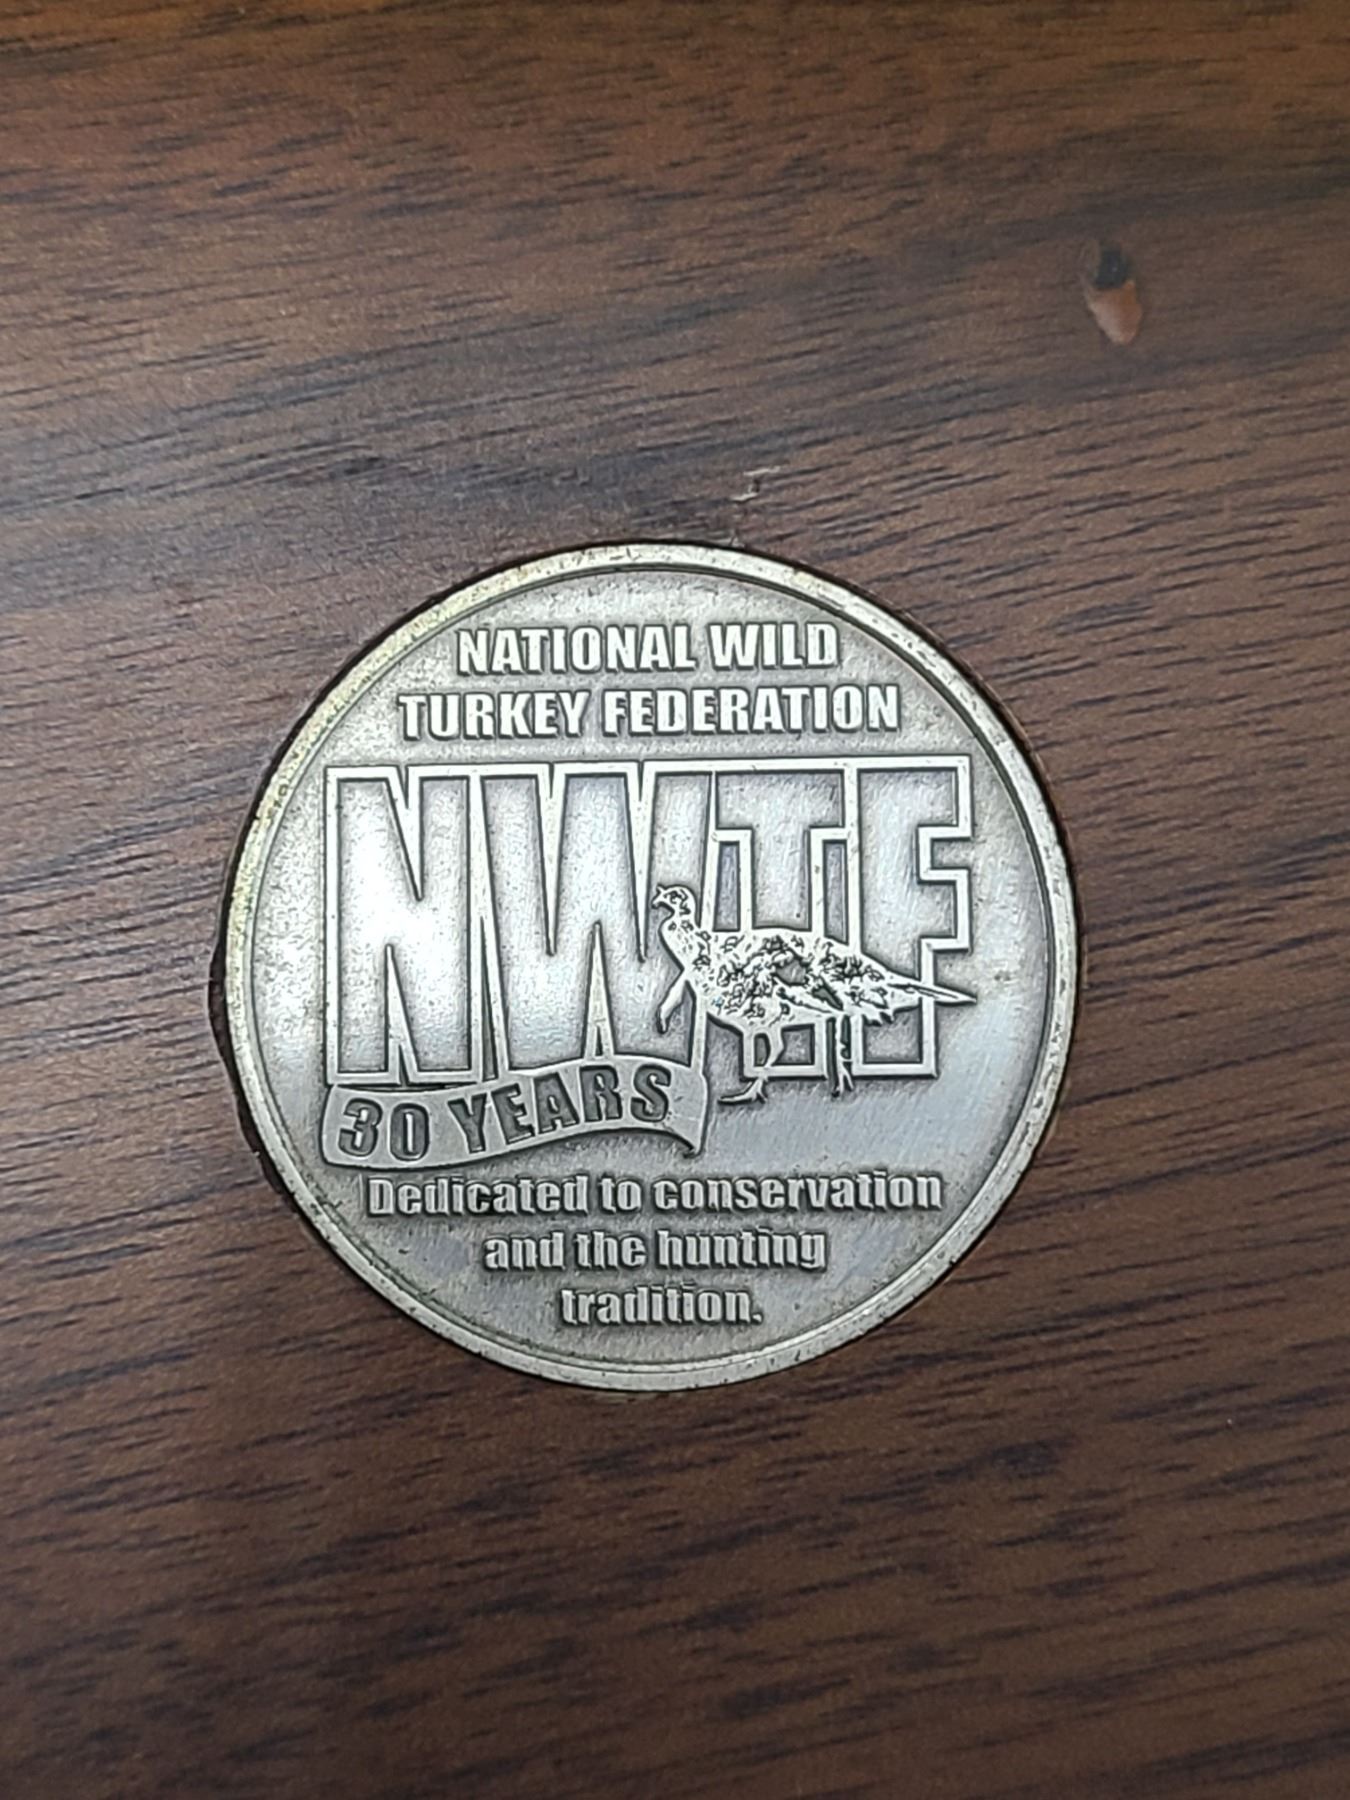 NATIONAL WILD
TURKEY FEDERATION
NWTF
30 YEARS
Dedicated to conservation
and the hunting
tradition.